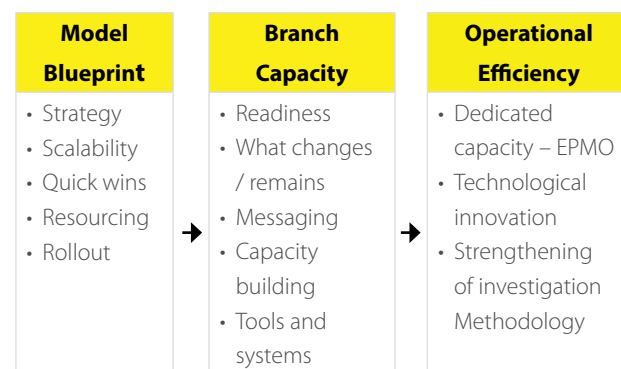 Model
Blueprint
• Strategy
• Scalability
• Quick wins
• Resourcing
• Rollout
Branch
Capacity
• Readiness
• What changes
/ remains
• Messaging
• Capacity
building
• Tools and
systems
Operational
Efficiency
• Dedicated
capacity – EPMO
• Technological
innovation
• Strengthening
of investigation
Methodology